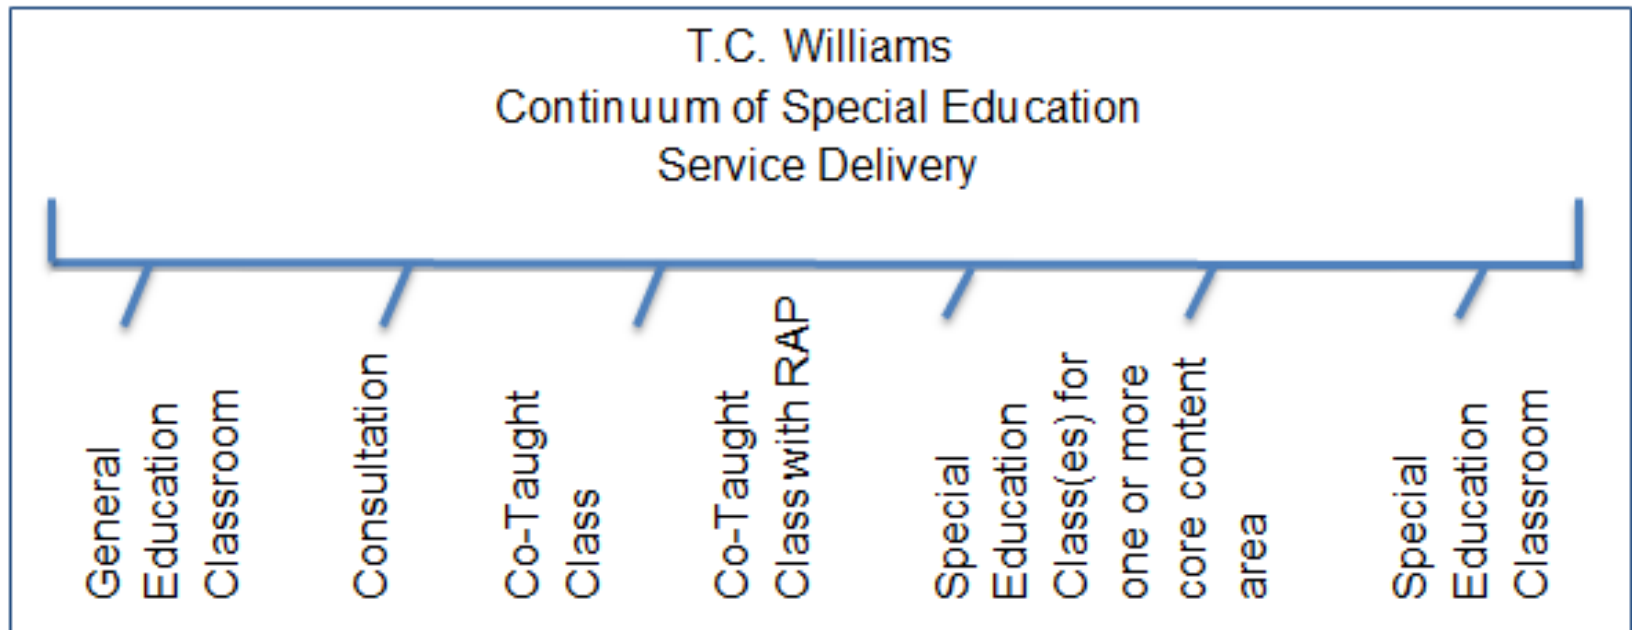 T.C. Williams
Continuum of Special Education
Service Delivery
General
Education
Classroom
Consultation
Co-Taught
Class
Co-Taught
Class with RAP
Special
Education
Class(es) for
one or more
core content
area
Special
Education
Classroom